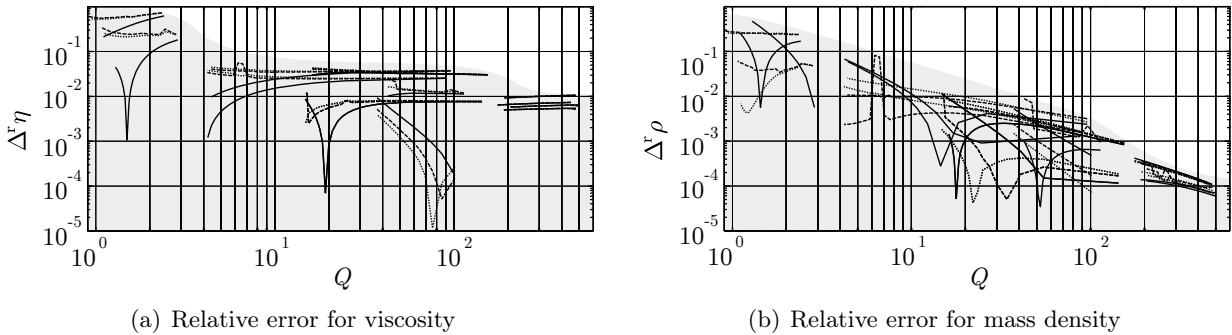 10^-1
10^-2
10^-3
10^-4
10^-5
Δ^r η
10^0
10^1
10^2
Q
(a) Relative error for viscosity
10^-1
10^-2
10^-3
10^-4
10^-5
Δ^r ρ
10^0
10^1
10^2
Q
(b) Relative error for mass density